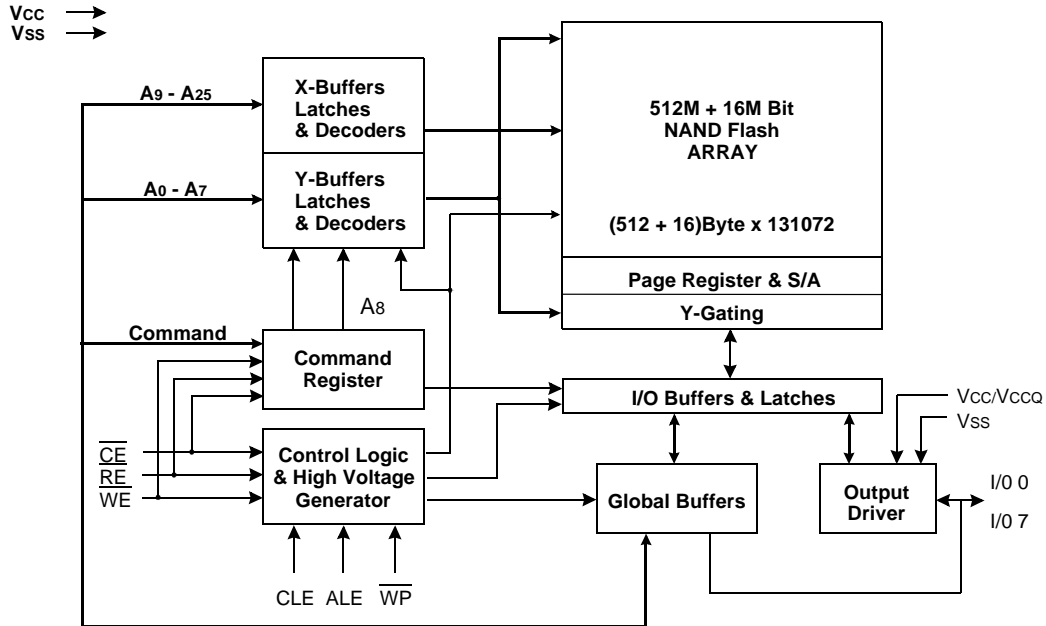 VCC
VSS
A9 - A25
X-Buffers
Latches
& Decoders
512M + 16M Bit
NAND Flash
ARRAY
A0 - A7
Y-Buffers
Latches
& Decoders
(512 + 16)Byte x 131072
Page Register & S/A
Y-Gating
A8
Command
Command
Register
I/O Buffers & Latches
VCC/VCCQ
VSS
CE
RE
WE
Control Logic
& High Voltage
Generator
Global Buffers
Output
Driver
I/0 0
I/0 7
CLE ALE WP